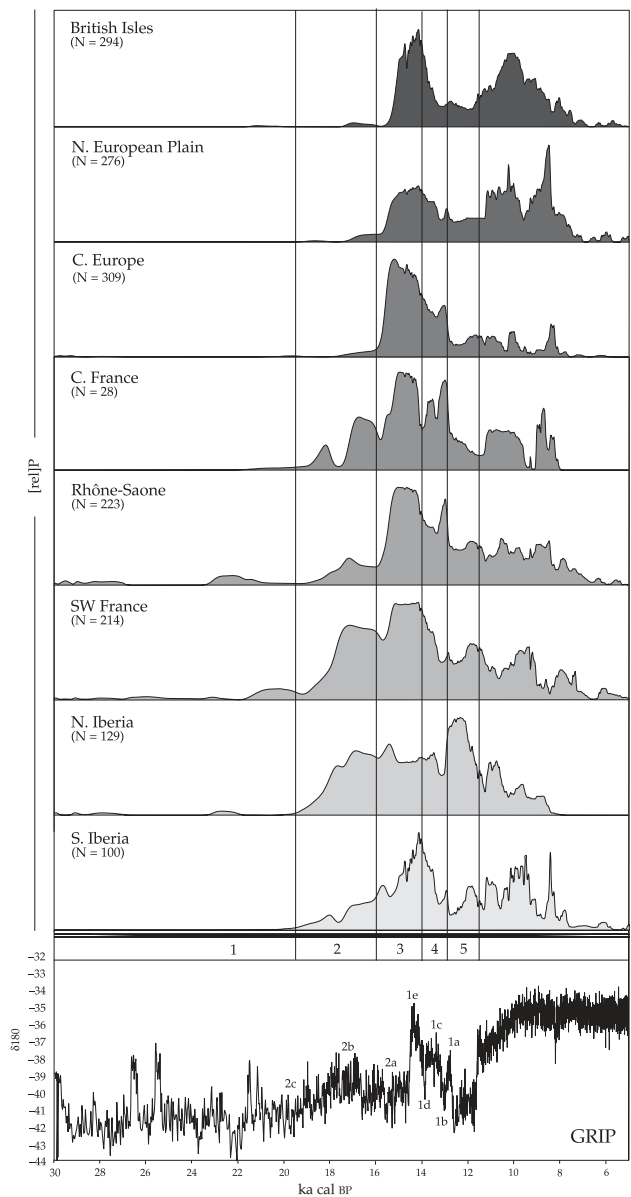 British Isles
(N = 294)
N. European Plain
(N = 276)
C. Europe
(N = 309)
C. France
(N = 28)
[rel]P
Rhône-Saone
(N = 223)
SW France
(N = 214)
N. Iberia
(N = 129)
S. Iberia
(N = 100)
1 2 3 4 5
−32
−33
−34
−35
−36
−37
−38
−39
−40
−41
−42
−43
−44
δ180
1e
1c
1a
2b
2a
2c
1d
1b
GRIP
30 28 26 24 22 20 18 16 14 12 10 8 6
ka cal BP